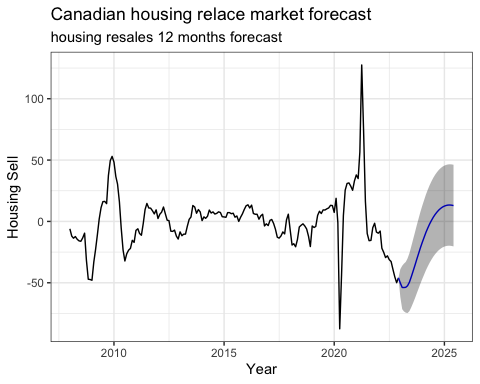 Canadian housing relace market forecast
housing resales 12 months forecast
Housing Sell
100
50
0
-50
2010 2015 2020 2025
Year